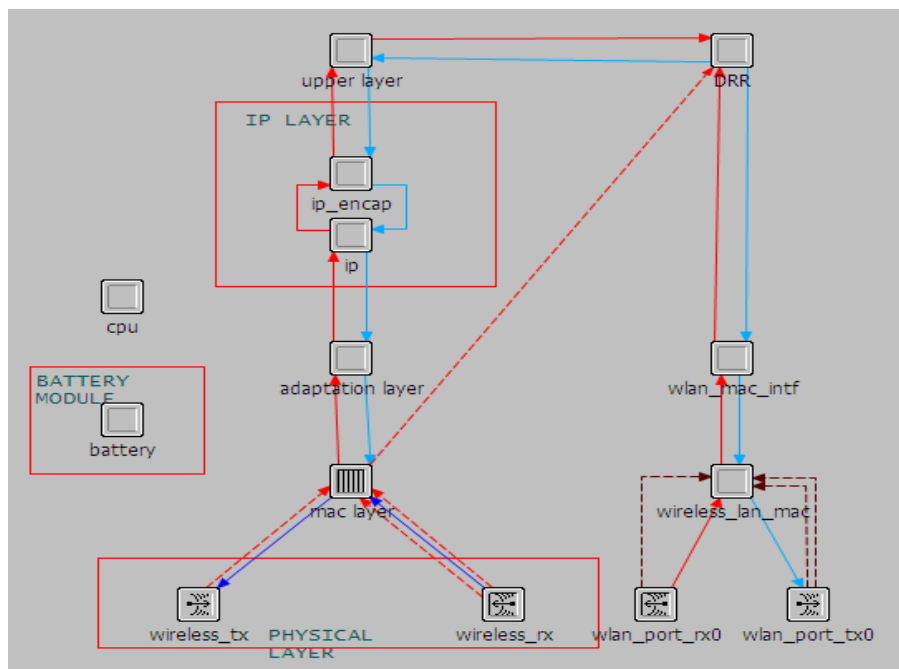 upper layer
DRR
IP LAYER
ip_encap
ip
cpu
BATTERY
MODULE
adaptation layer
wlan_mac_intf
battery
mac layer
wireless_lan_mac
wireless_tx
PHYSICAL
LAYER
wireless_rx
wlan_port_rx0
wlan_port_tx0